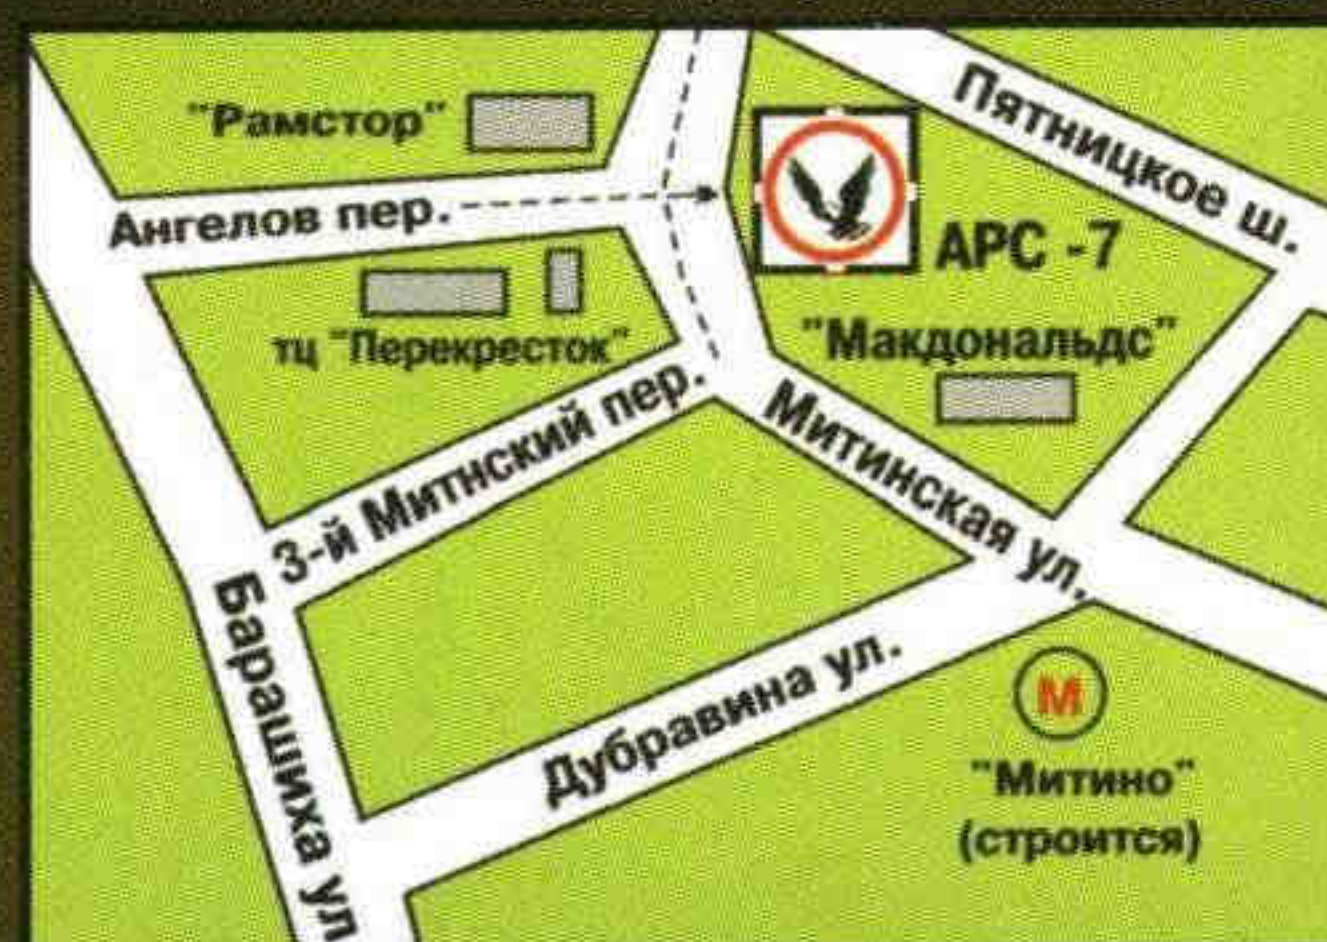 "Рамстор"
Пятницкое ш.
Ангелов пер.
АРС -7
тц "Перекресток"
"Макдональдс"
3-й Митнский пер.
Митинская ул.
Барашиха ул
Дубравина ул.
М
"Митино"
(строится)